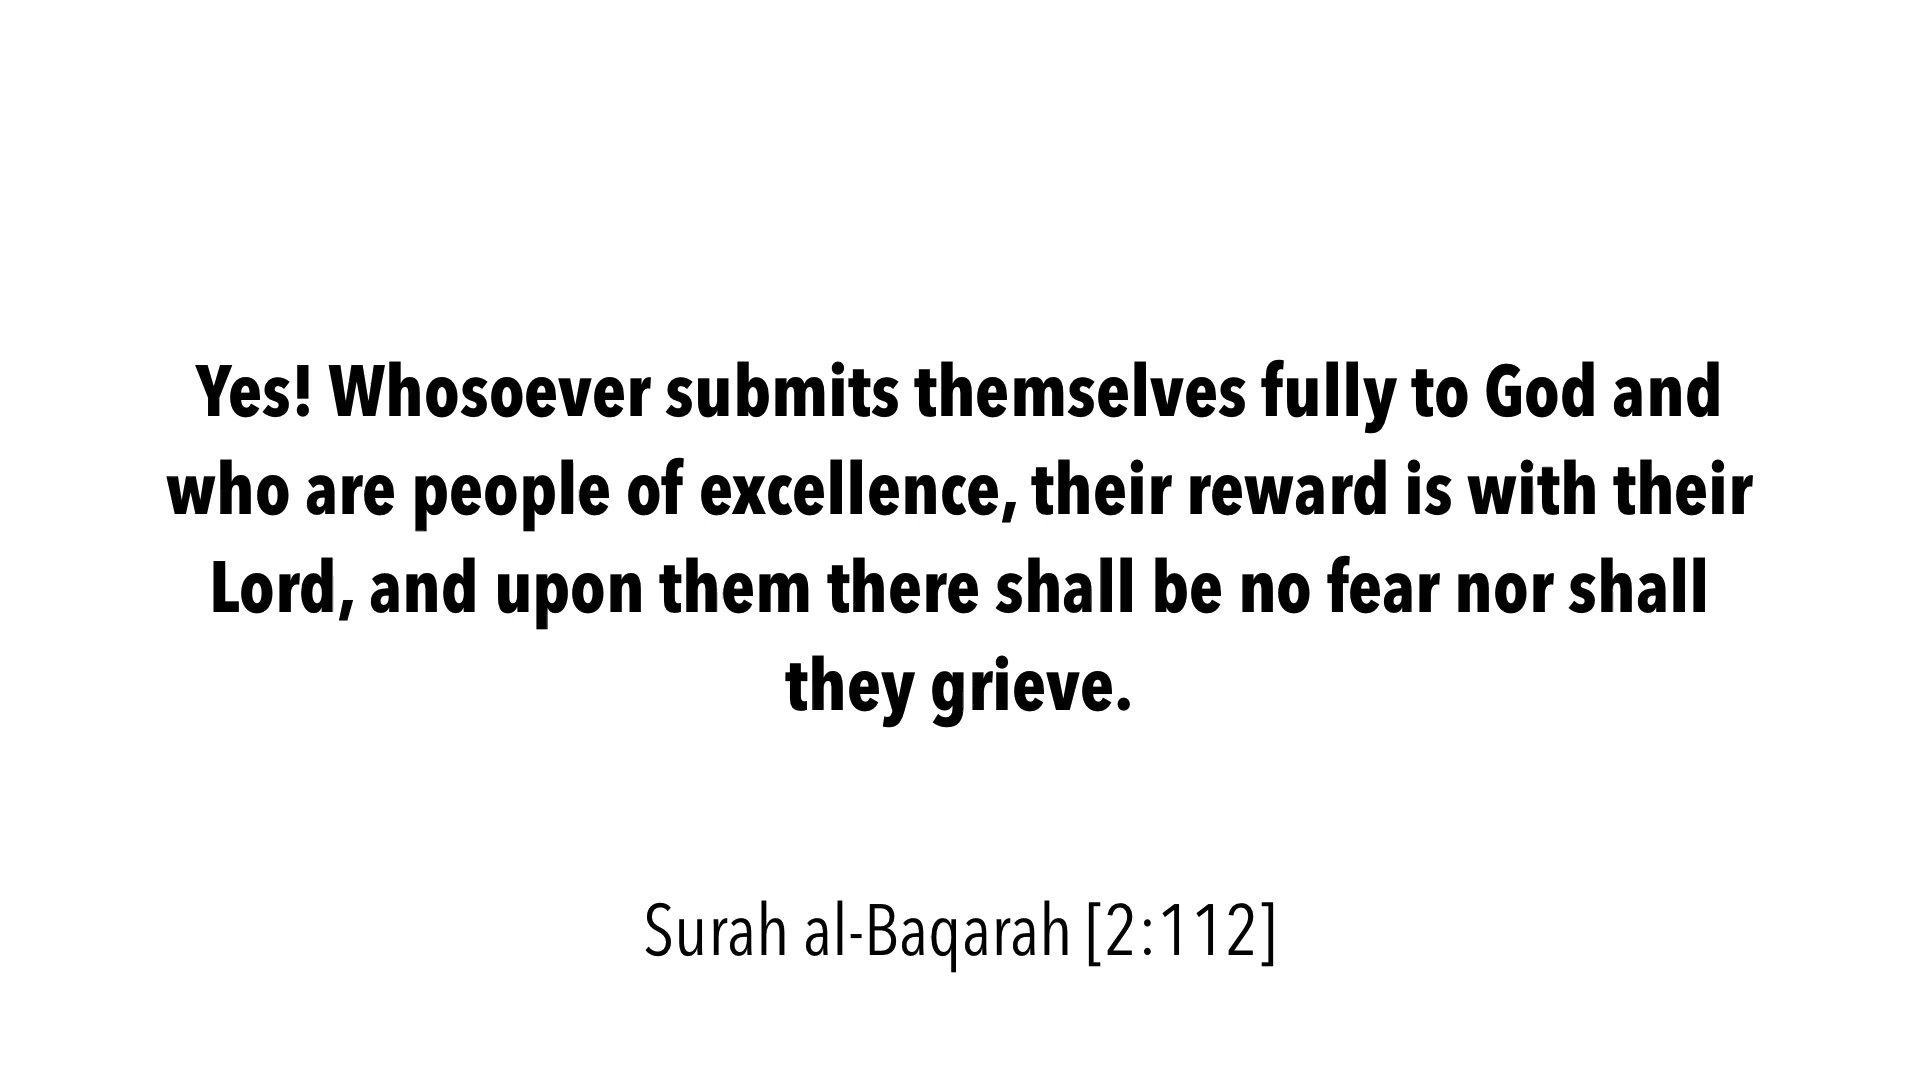 Yes! Whosoever submits themselves fully to God and
who are people of excellence, their reward is with their
Lord, and upon them there shall be no fear nor shall
they grieve.
Surah al-Baqarah [2:112]